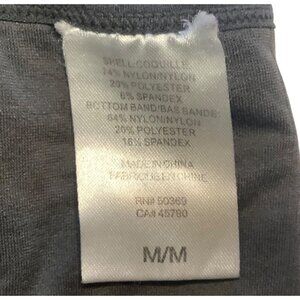 SHELL/COQUILLE:
74% NYLON/NYLON
20% POLYESTER
6% SPANDEX
BOTTOM BAND/BAS BANDE:
64% NYLON/NYLON
20% POLYESTER
16% SPANDEX
MADE IN CHINA
FABRIQUE EN CHINE
RN# 50369
CA# 45780
M/M